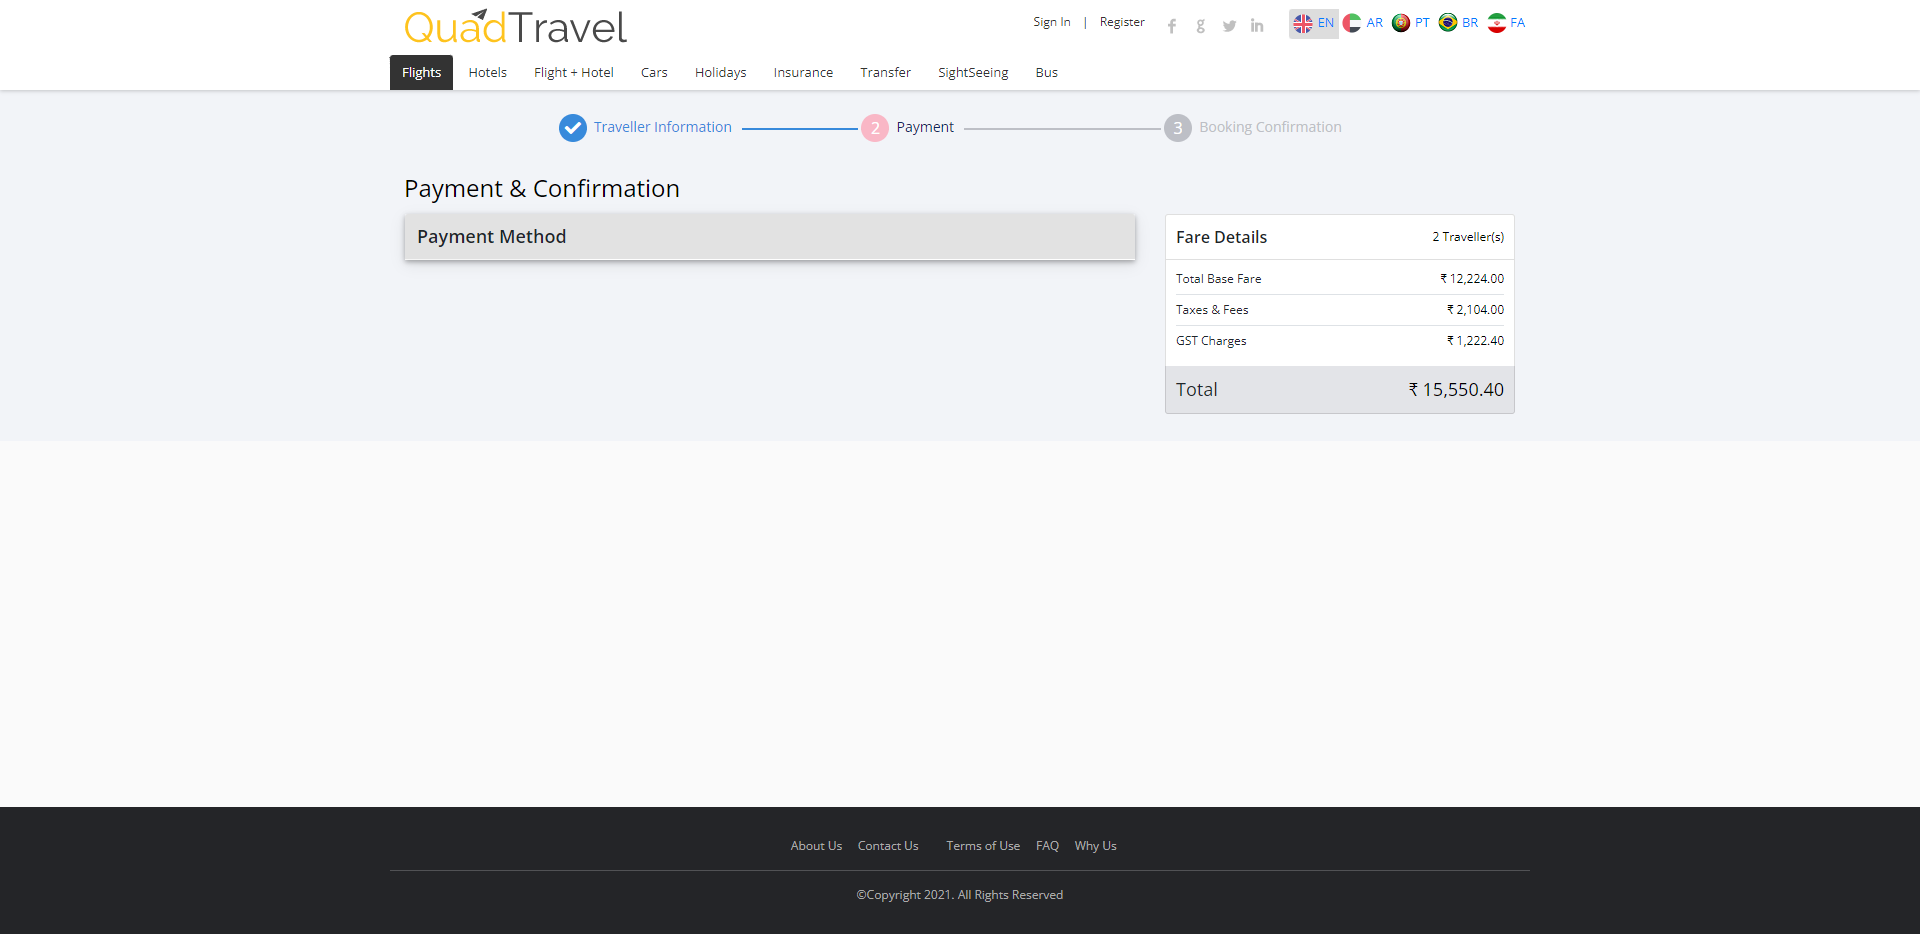 QuadTravel
Sign In | Register
EN AR PT BR FA
Flights Hotels Flight + Hotel Cars Holidays Insurance Transfer SightSeeing Bus
Traveller Information 2 Payment 3 Booking Confirmation
Payment & Confirmation
Payment Method
Fare Details 2 Traveller(s)
Total Base Fare ₹ 12,224.00
Taxes & Fees ₹ 2,104.00
GST Charges ₹ 1,222.40
Total ₹ 15,550.40
About Us Contact Us Terms of Use FAQ Why Us
©Copyright 2021. All Rights Reserved